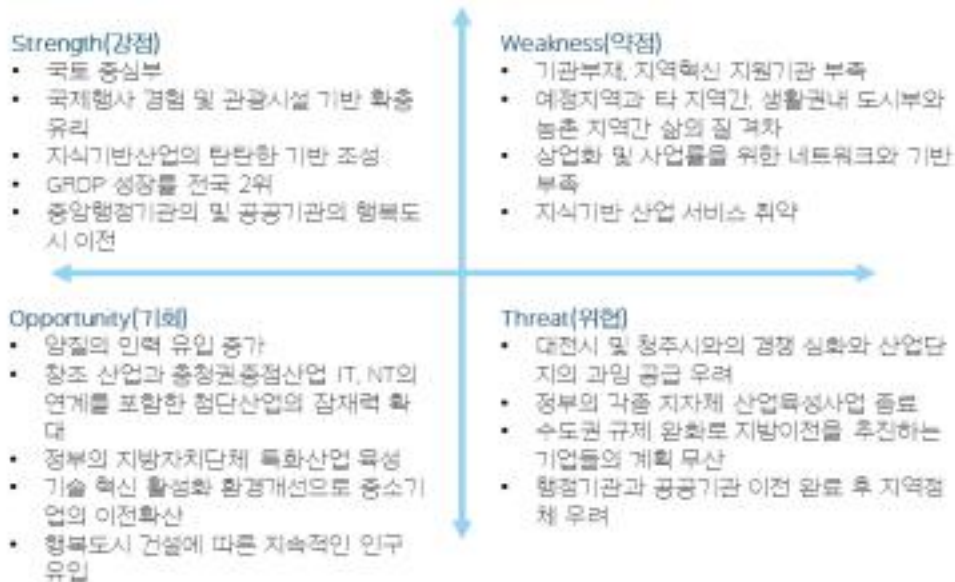 Strength(강점)
• 국토 중심부
• 국제행사 경험 및 관광시설 기반 확충
유리
• 지식기반산업의 탄탄한 기반 조성
• GRDP 성장률 전국 2위
• 중앙행정기관의 및 공공기관의 행복도
시 이전
Weakness(약점)
• 기관부재, 지역혁신 지원기관 부족
• 예정지역과 타 지역간, 생활권내 도시부와
농촌 지역간 삶의 질 격차
• 상업화 및 사업률을 위한 네트워크와 기반
부족
• 지식기반 산업 서비스 취약
Opportunity(기회)
• 양질의 인력 유입 증가
• 창조 산업과 충청권중점산업 IT, NT의
연계를 포함한 첨단산업의 잠재력 확
대
• 정부의 지방자치단체 특화산업 육성
• 기술 혁신 활성화 환경개선으로 중소기
업의 이전확산
• 행복도시 건설에 따른 지속적인 인구
유입
Threat(위협)
• 대전시 및 청주시와의 경쟁 심화와 산업단
지의 과잉 공급 우려
• 정부의 각종 지자체 산업육성사업 종료
• 수도권 규제 완화로 지방이전을 추진하는
기업들의 계획 무산
• 행정기관과 공공기관 이전 완료 후 지역정
체 우려